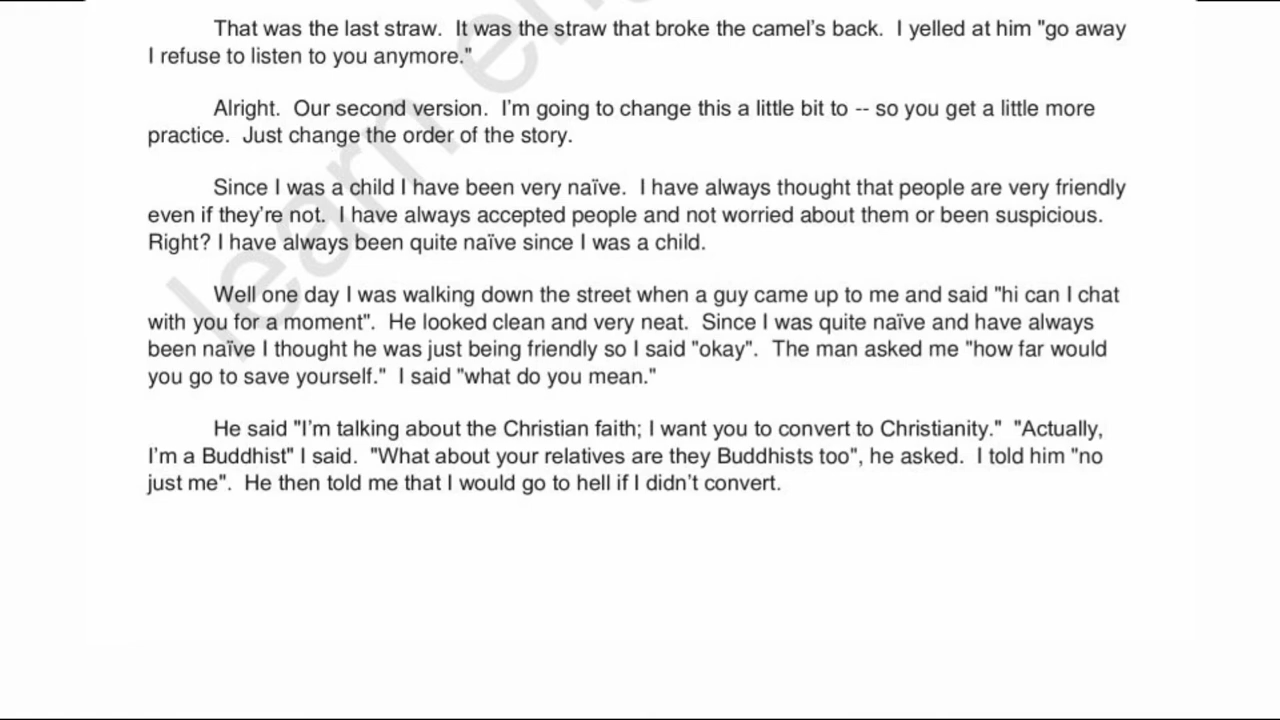 That was the last straw.  It was the straw that broke the camel's back.  I yelled at him "go away
I refuse to listen to you anymore."
Alright.  Our second version.  I'm going to change this a little bit to -- so you get a little more
practice.  Just change the order of the story.
Since I was a child I have been very naïve.  I have always thought that people are very friendly
even if they're not.  I have always accepted people and not worried about them or been suspicious.
Right? I have always been quite naïve since I was a child.
Well one day I was walking down the street when a guy came up to me and said "hi can I chat
with you for a moment".  He looked clean and very neat.  Since I was quite naïve and have always
been naïve I thought he was just being friendly so I said "okay".  The man asked me "how far would
you go to save yourself."  I said "what do you mean."
He said "I'm talking about the Christian faith; I want you to convert to Christianity."  "Actually,
I'm a Buddhist" I said.  "What about your relatives are they Buddhists too", he asked.  I told him "no
just me".  He then told me that I would go to hell if I didn't convert.
learn en